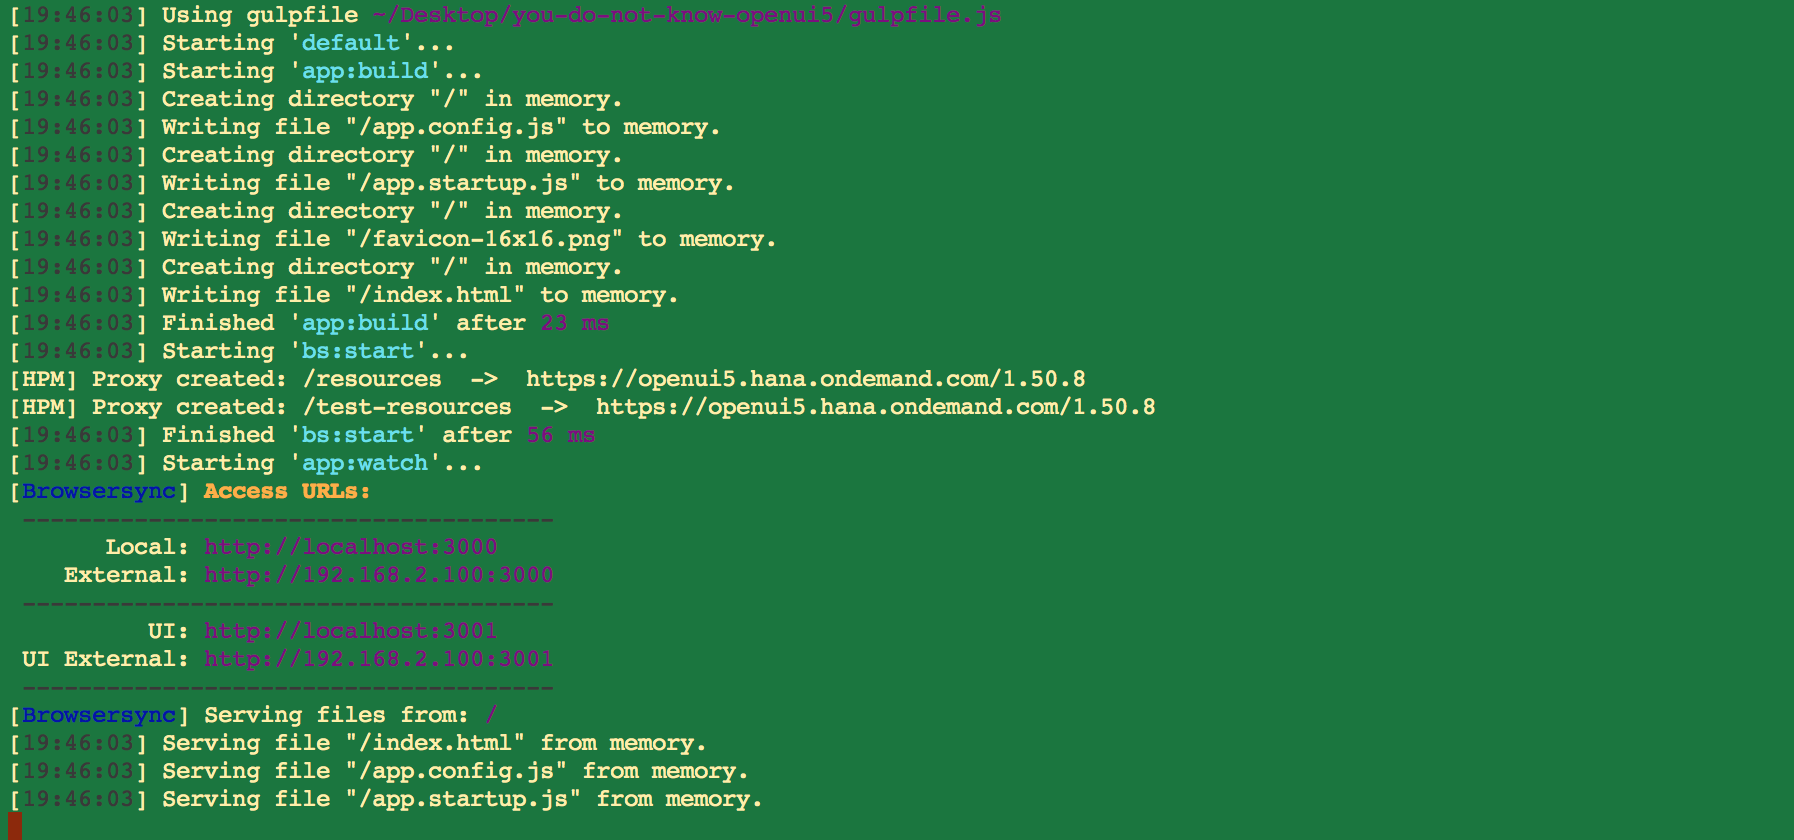 [19:46:03] Using gulpfile ~/Desktop/you-do-not-know-openui5/gulpfile.js
[19:46:03] Starting 'default'...
[19:46:03] Starting 'app:build'...
[19:46:03] Creating directory "/" in memory.
[19:46:03] Writing file "/app.config.js" to memory.
[19:46:03] Creating directory "/" in memory.
[19:46:03] Writing file "/app.startup.js" to memory.
[19:46:03] Creating directory "/" in memory.
[19:46:03] Writing file "/favicon-16x16.png" to memory.
[19:46:03] Creating directory "/" in memory.
[19:46:03] Writing file "/index.html" to memory.
[19:46:03] Finished 'app:build' after 23 ms
[19:46:03] Starting 'bs:start'...
[HPM] Proxy created: /resources  ->  https://openui5.hana.ondemand.com/1.50.8
[HPM] Proxy created: /test-resources  ->  https://openui5.hana.ondemand.com/1.50.8
[19:46:03] Finished 'bs:start' after 56 ms
[19:46:03] Starting 'app:watch'...
[Browsersync] Access URLs:
--------------------------------------
Local: http://localhost:3000
External: http://192.168.2.100:3000
--------------------------------------
UI: http://localhost:3001
UI External: http://192.168.2.100:3001
--------------------------------------
[Browsersync] Serving files from: /
[19:46:03] Serving file "/index.html" from memory.
[19:46:03] Serving file "/app.config.js" from memory.
[19:46:03] Serving file "/app.startup.js" from memory.